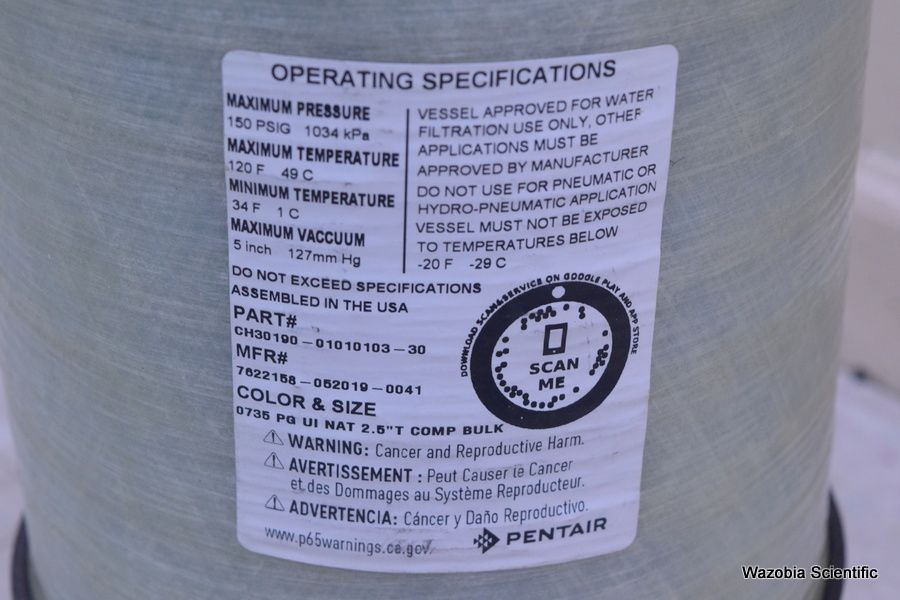 OPERATING SPECIFICATIONS
MAXIMUM PRESSURE
150 PSIG 1034 kPa
MAXIMUM TEMPERATURE
120 F 49 C
MINIMUM TEMPERATURE
34 F 1 C
MAXIMUM VACCUUM
5 inch 127mm Hg
VESSEL APPROVED FOR WATER
FILTRATION USE ONLY, OTHER
APPLICATIONS MUST BE
APPROVED BY MANUFACTURER
DO NOT USE FOR PNEUMATIC OR
HYDRO-PNEUMATIC APPLICATION
VESSEL MUST NOT BE EXPOSED
TO TEMPERATURES BELOW
-20 F -29 C
DO NOT EXCEED SPECIFICATIONS
ASSEMBLED IN THE USA
PART#
CH30190-01010103-30
MFR#
7622158-052019-0041
COLOR & SIZE
0735 PG UI NAT 2.5"T COMP BULK
DOWNLOAD SCAN&SERVICE ON GOOGLE PLAY AND APP STORE
SCAN
ME
WARNING: Cancer and Reproductive Harm.
AVERTISSEMENT : Peut Causer le Cancer
et des Dommages au Système Reproducteur.
ADVERTENCIA: Cáncer y Daño Reproductivo.
www.p65warnings.ca.gov
PENTAIR
Wazobia Scientific